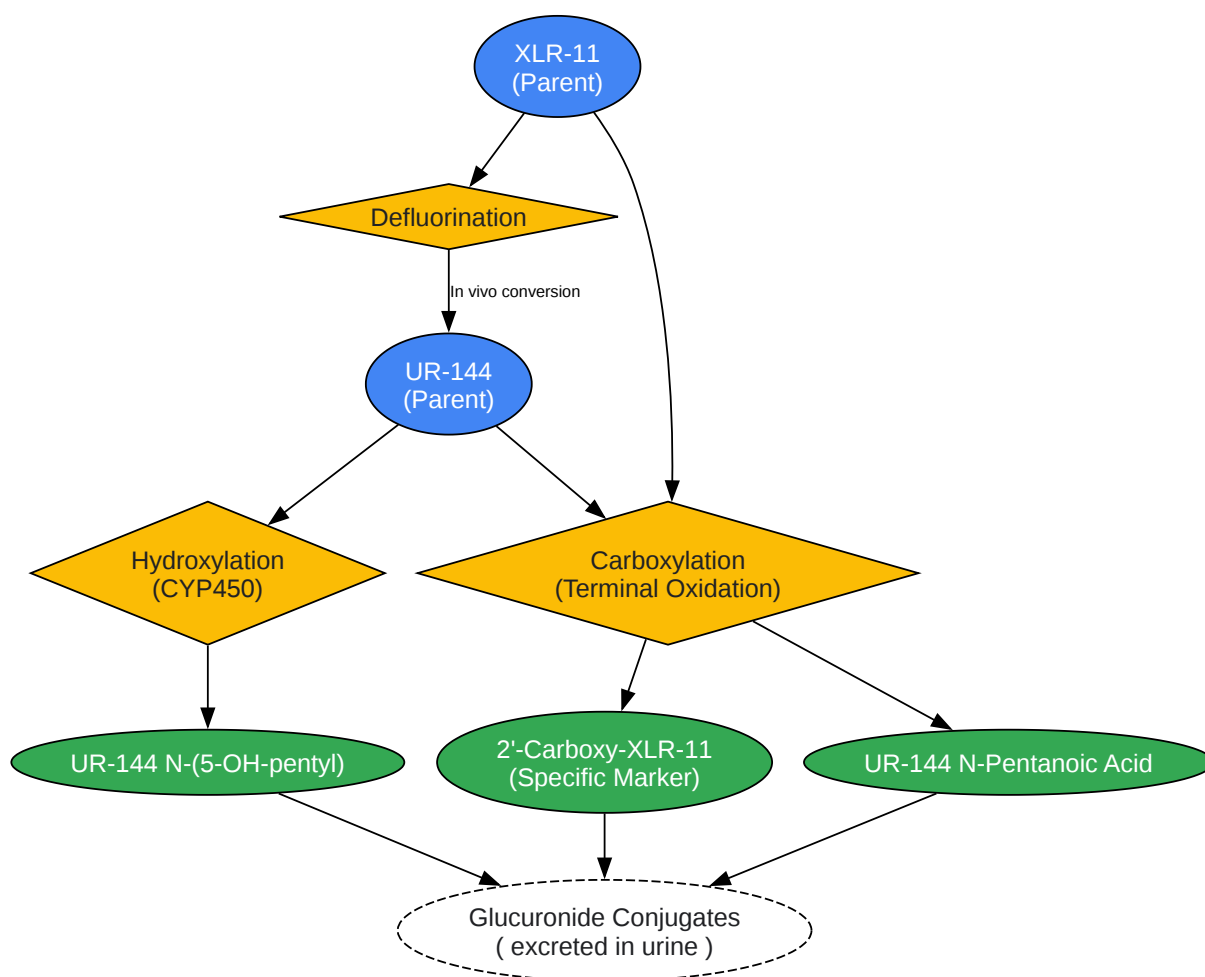 XLR-11
(Parent)
Defluorination
In vivo conversion
UR-144
(Parent)
Hydroxylation
(CYP450)
Carboxylation
(Terminal Oxidation)
UR-144 N-(5-OH-pentyl)
2'-Carboxy-XLR-11
(Specific Marker)
UR-144 N-Pentanoic Acid
Glucuronide Conjugates
( excreted in urine )